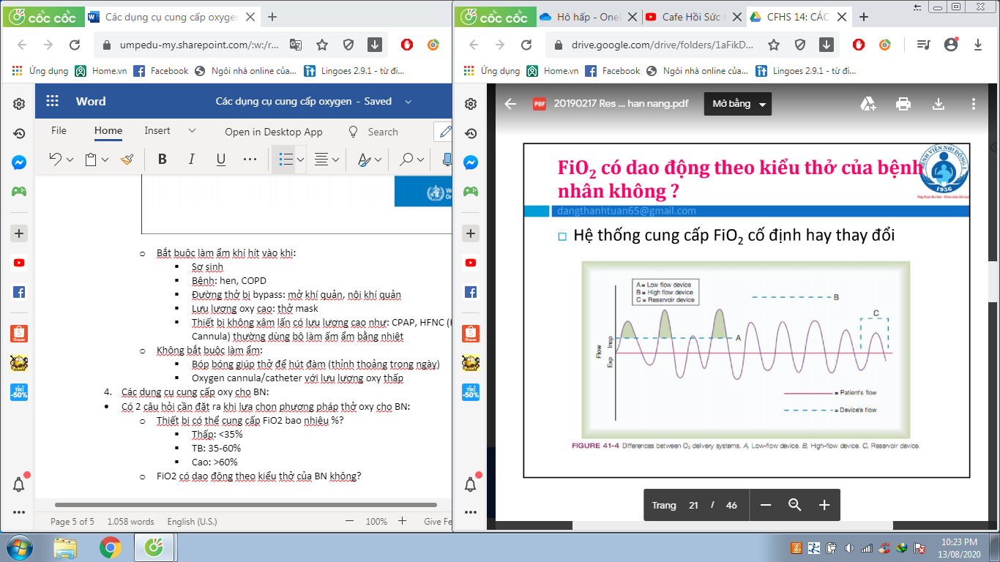 cốc cốc
Các dụng cụ cung cấp oxygen
umpedu-my.sharepoint.com/:w:/r...
Ứng dụng
Home.vn
Facebook
Ngôi nhà online của...
Lingoes 2.9.1 - từ đi...
Word
Các dụng cụ cung cấp oxygen - Saved
File
Home
Insert
Open in Desktop App
Search
B I U ...
o Bắt buộc làm ẩm khí hít vào khi:
▪ Sơ sinh
▪ Bệnh: hen, COPD
▪ Đường thở bị bypass: mở khí quản, nội khí quản
▪ Lưu lượng oxy cao: thở mask
▪ Thiết bị không xâm lấn có lưu lượng cao như: CPAP, HFNC
Cannula) thường dùng bộ làm ấm ẩm bằng nhiệt
o Không bắt buộc làm ẩm:
▪ Bóp bóng giúp thở để hút đàm (thỉnh thoảng trong ngày)
▪ Oxygen cannula/catheter với lưu lượng oxy thấp
4. Các dụng cụ cung cấp oxy cho BN:
• Có 2 câu hỏi cần đặt ra khi lựa chọn phương pháp thở oxy cho BN:
o Thiết bị có thể cung cấp FiO2 bao nhiêu %?
▪ Thấp: <35%
▪ TB: 35-60%
▪ Cao: >60%
o FiO2 có dao động theo kiểu thở của BN không?
Page 5 of 5
1.058 words
English (U.S.)
100%
Give Fe
Shopee
TIKI
-50%
cốc cốc
Hô hấp - One
Cafe Hồi Sức
CFHS 14: CÁC
drive.google.com/drive/folders/1aFikD...
Ứng dụng
Home.vn
Facebook
Ngôi nhà online của...
Lingoes 2.9.1 - từ đi...
PDF
20190217 Res ... han nang.pdf
Mở bằng
FiO2 có dao động theo kiểu thở của bệnh
nhân không ?
BỆNH VIỆN NHI ĐỒNG 1
1956
dangthanhtuan65@gmail.com
Hệ thống cung cấp FiO2 cố định hay thay đổi
A = Low flow device
B = High flow device
C = Reservoir device
B
C
A
Flow
Exp Insp
= Patient's flow
= Device's flow
FIGURE 41-4 Differences between O2 delivery systems. A, Low-flow device. B, High-flow device. C, Reservoir device.
Trang 21 / 46
Shopee
TIKI
-50%
10:23 PM
13/08/2020